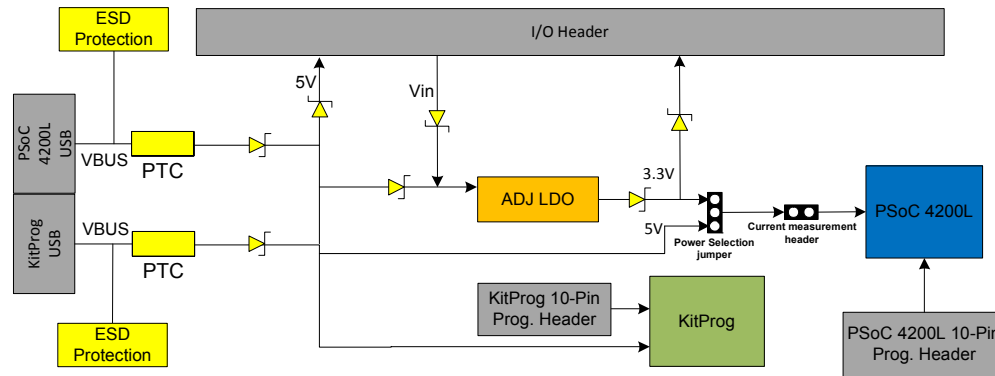 ESD
Protection
I/O Header
5V
Vin
PSoC
4200L
USB
VBUS
PTC
3.3V
ADJ LDO
PSoC 4200L
KitProg
USB
VBUS
PTC
5V
Power Selection
jumper
Current measurement
header
KitProg 10-Pin
Prog. Header
KitProg
ESD
Protection
PSoC 4200L 10-Pin
Prog. Header